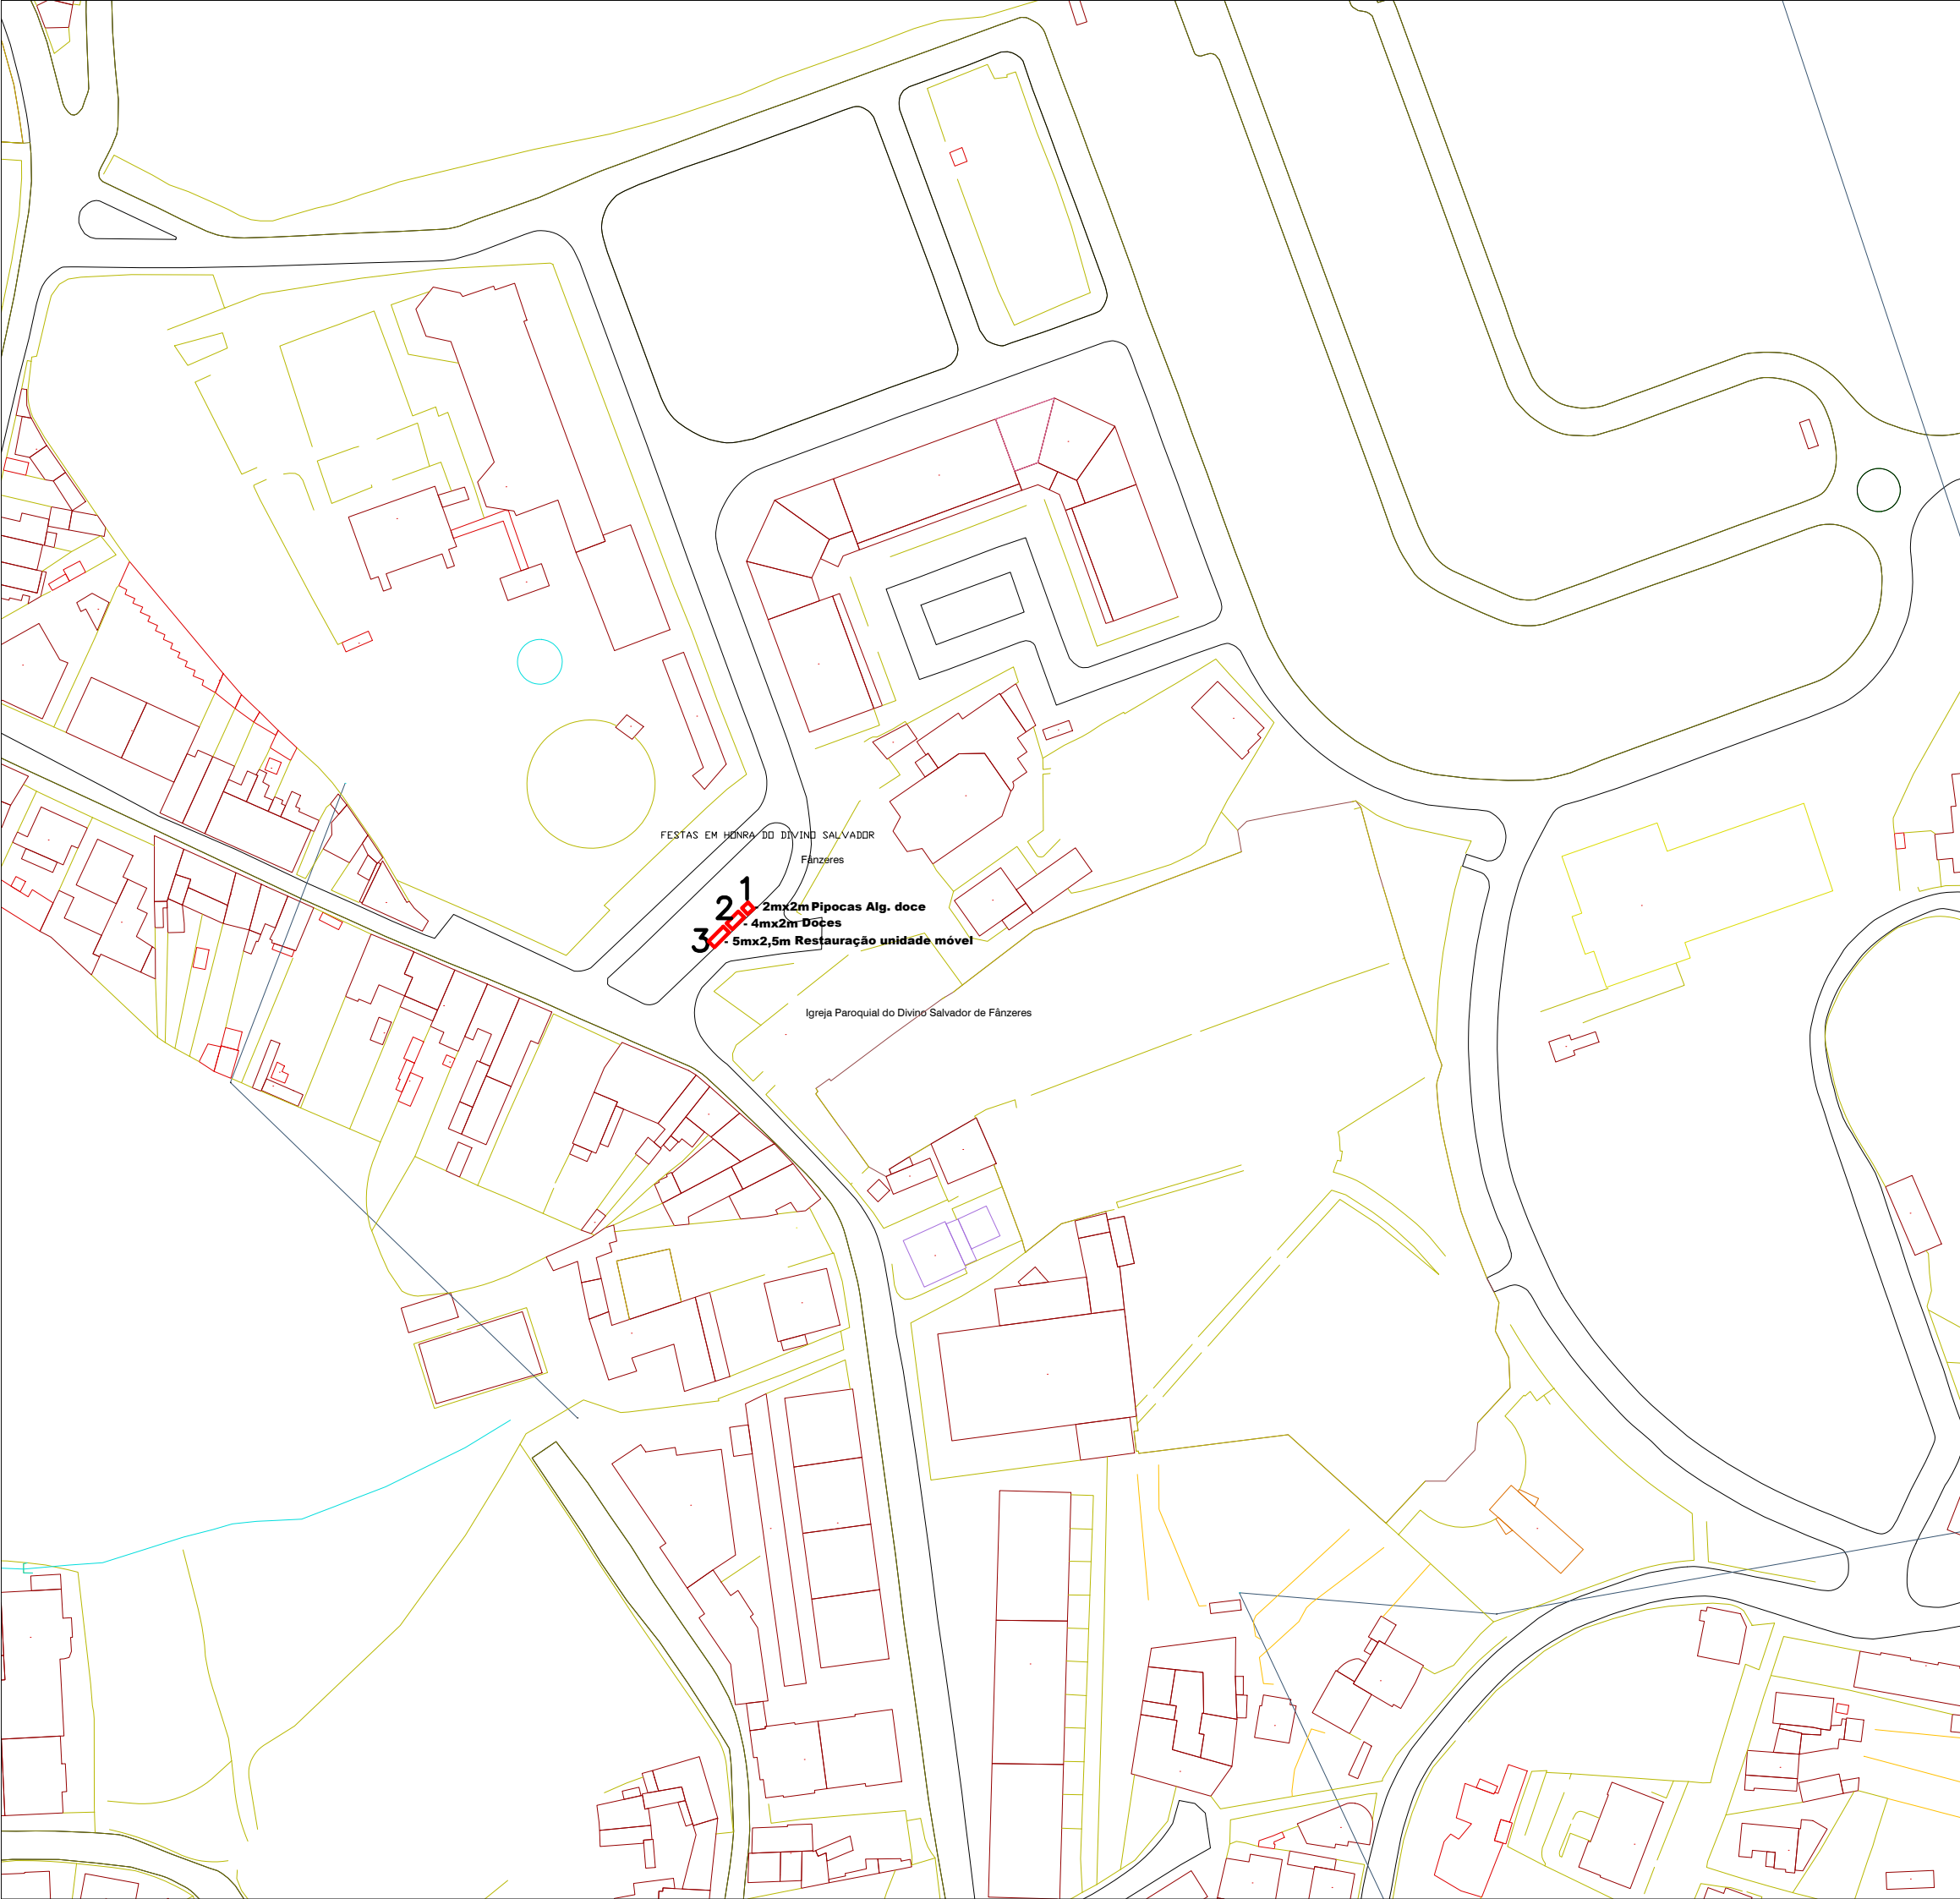 FESTAS EM HONRA DO DIVINO SALVADOR
Fânzeres
1
- 2mx2m Pipocas Alg. doce
2
- 4mx2m Doces
3
- 5mx2,5m Restauração unidade móvel
Igreja Paroquial do Divino Salvador de Fânzeres